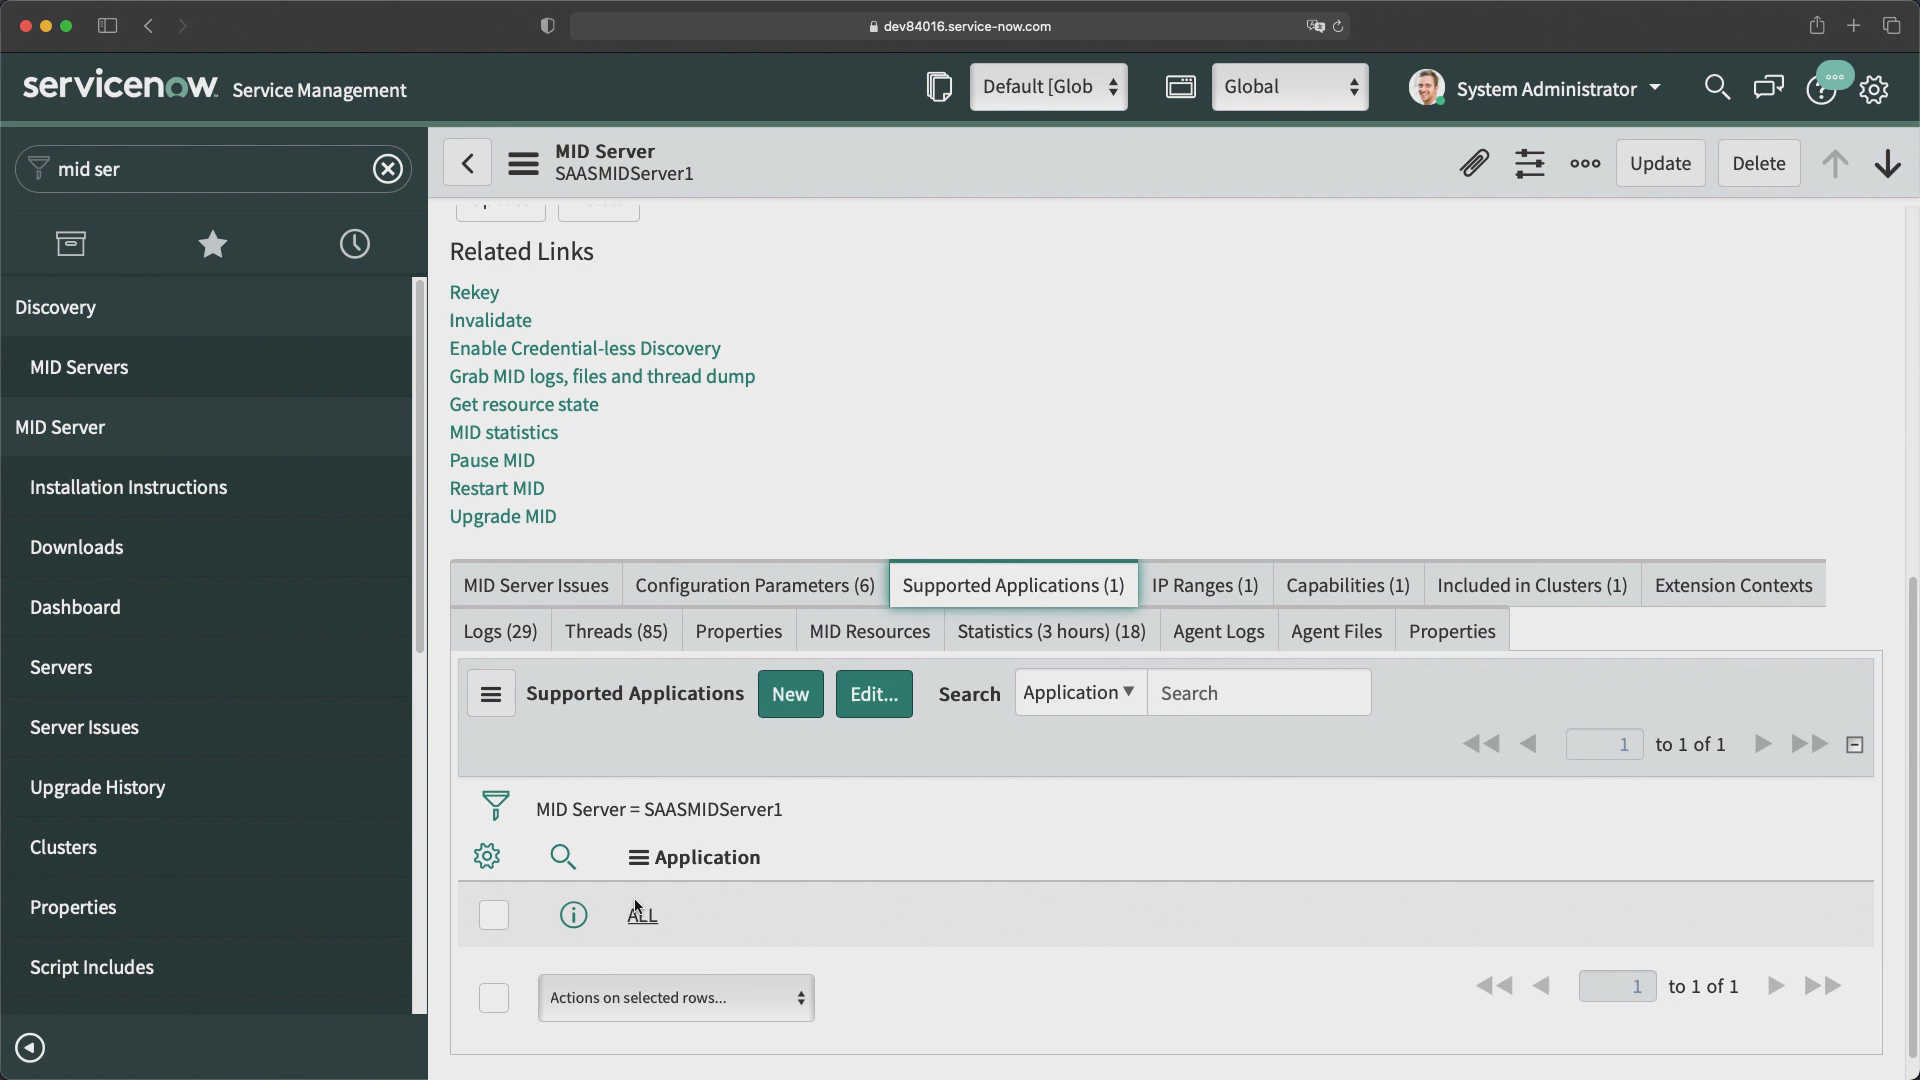 dev84016.service-now.com
servicenow Service Management
Default [Glob
Global
System Administrator
mid ser
MID Server
SAASMIDServer1
Update
Delete
Discovery
MID Servers
MID Server
Installation Instructions
Downloads
Dashboard
Servers
Server Issues
Upgrade History
Clusters
Properties
Script Includes
Related Links
Rekey
Invalidate
Enable Credential-less Discovery
Grab MID logs, files and thread dump
Get resource state
MID statistics
Pause MID
Restart MID
Upgrade MID
MID Server Issues
Configuration Parameters (6)
Supported Applications (1)
IP Ranges (1)
Capabilities (1)
Included in Clusters (1)
Extension Contexts
Logs (29)
Threads (85)
Properties
MID Resources
Statistics (3 hours) (18)
Agent Logs
Agent Files
Properties
Supported Applications
New
Edit...
Search
Application
Search
1 to 1 of 1
MID Server = SAASMIDServer1
Application
ALL
Actions on selected rows...
1 to 1 of 1